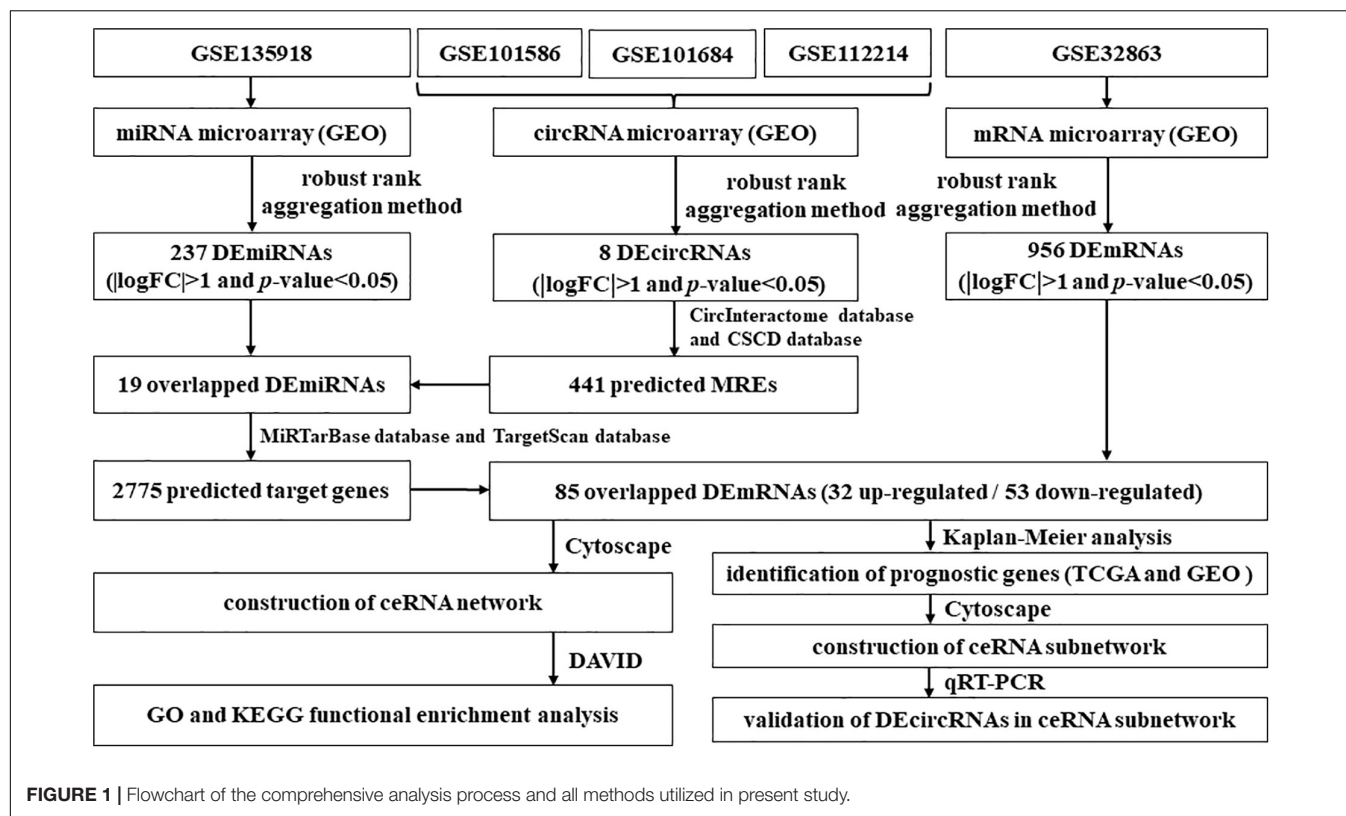 GSE135918
GSE101586
GSE101684
GSE112214
GSE32863
miRNA microarray (GEO)
circRNA microarray (GEO)
mRNA microarray (GEO)
robust rank
aggregation method
robust rank
aggregation method
robust rank
aggregation method
237 DEmiRNAs
(|logFC|>1 and p-value<0.05)
8 DEcircRNAs
(|logFC|>1 and p-value<0.05)
956 DEmRNAs
(|logFC|>1 and p-value<0.05)
CircInteractome database
and CSCD database
19 overlapped DEmiRNAs
441 predicted MREs
MiRTarBase database and TargetScan database
2775 predicted target genes
85 overlapped DEmRNAs (32 up-regulated / 53 down-regulated)
Cytoscape
Kaplan-Meier analysis
identification of prognostic genes (TCGA and GEO )
construction of ceRNA network
Cytoscape
construction of ceRNA subnetwork
DAVID
qRT-PCR
GO and KEGG functional enrichment analysis
validation of DEcircRNAs in ceRNA subnetwork
FIGURE 1 | Flowchart of the comprehensive analysis process and all methods utilized in present study.